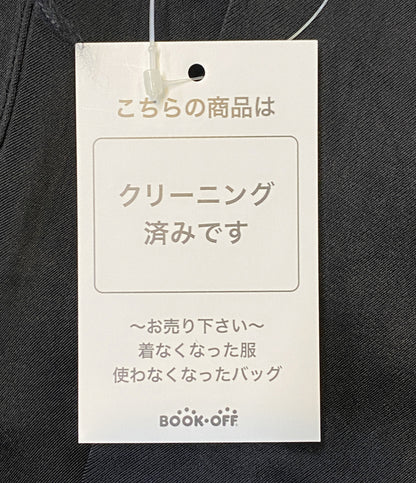 こちらの商品は
クリーニング
済みです
〜お売り下さい〜
着なくなった服
使わなくなったバッグ
BOOK・OFF